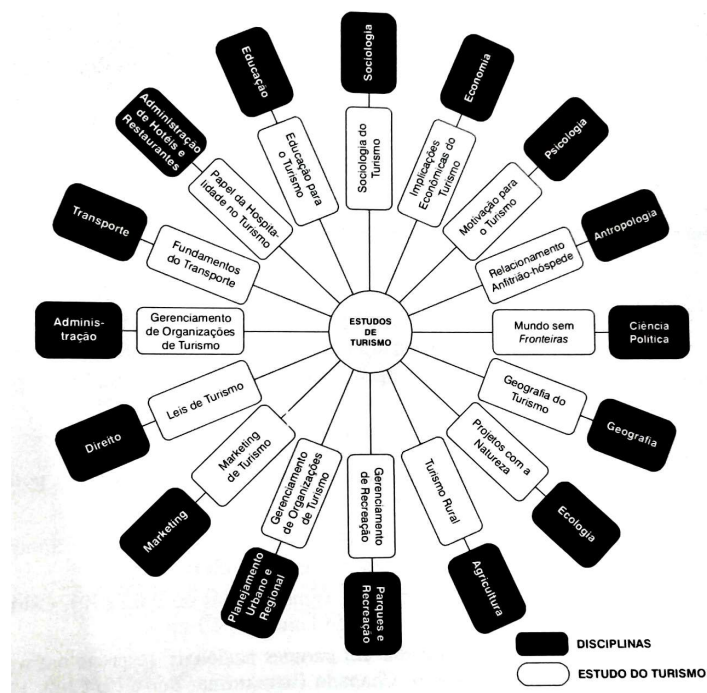 Sociologia
Sociologia do
Turismo
Economia
Implicações
Econômicas do
Turismo
Psicologia
Motivação para
o Turismo
Antropologia
Relacionamento
Anfitrião-hóspede
Ciência
Política
Mundo sem
Fronteiras
Geografia
Geografia do
Turismo
Ecologia
Projetos com a
Natureza
Agricultura
Turismo Rural
Parques e
Recreação
Gerenciamento
de Recreação
Planejamento
Urbano e
Regional
Gerenciamento
de Organizações
de Turismo
Marketing
Marketing
de Turismo
Direito
Leis de Turismo
Adminis-
tração
Gerenciamento
de Organizações
de Turismo
Transporte
Fundamentos
do Transporte
Administração
de Hotéis e
Restaurantes
Papel da Hospita-
lidade no Turismo
Educação
Educação para
o Turismo
ESTUDOS
DE
TURISMO
DISCIPLINAS
ESTUDO DO TURISMO